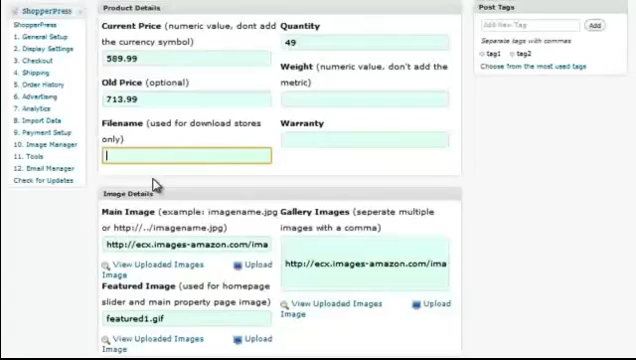 ShopperPress
ShopperPress
1. General Setup
2. Display Settings
3. Checkout
4. Shipping
5. Order History
6. Advertising
7. Analytics
8. Import Data
9. Payment Setup
10. Image Manager
11. Tools
12. Email Manager
Check for Updates
Product Details
Current Price (numeric value, dont add
the currency symbol)
589.99
Old Price (optional)
713.99
Filename (used for download stores
only)
Quantity
49
Weight (numeric value, don't add the
metric)
Warranty
Image Details
Main Image (example: imagename.jpg
or http://../imagename.jpg)
http://ecx.images-amazon.com/ima
View Uploaded Images Upload
Image
Featured Image (used for homepage
slider and main property page image)
featured1.gif
View Uploaded Images Upload
Image
Gallery Images (seperate multiple
images with a comma)
http://ecx.images-amazon.com/ima
View Uploaded Images Upload
Image
Post Tags
Add New Tag Add
Separate tags with commas
tag1 tag2
Choose from the most used tags